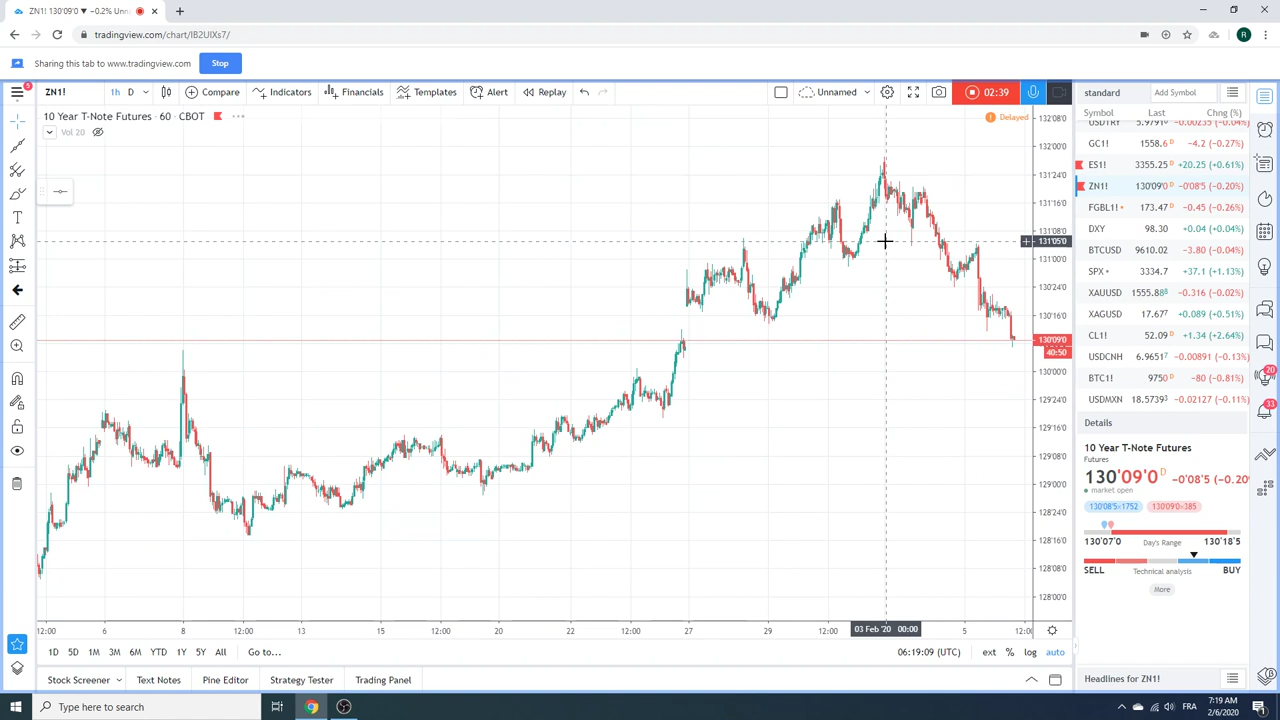 ZN1! 130'09'0 ▼ −0.2% Unn
tradingview.com/chart/lB2UlXs7/
R
Sharing this tab to www.tradingview.com Stop
5
ZN1! 1h D Compare Indicators Financials Templates Alert Replay Unnamed 02:39
10 Year T-Note Futures · 60 · CBOT
Vol 20
Delayed
132'08'0
132'00'0
131'24'0
131'16'0
131'05'0
131'00'0
130'24'0
130'16'0
130'09'0
40:50
130'00'0
129'24'0
129'16'0
129'08'0
129'00'0
128'24'0
128'16'0
128'08'0
128'00'0
12:00 6 8 12:00 13 15 12:00 20 22 12:00 27 29 12:00 03 Feb '20 00:00 5 12:00
1D 5D 1M 3M 6M YTD 1Y 5Y All Go to... 06:19:09 (UTC) ext % log auto
Stock Screener Text Notes Pine Editor Strategy Tester Trading Panel
standard Add Symbol
Symbol Last Chng (%)
USDTRY 5.9791⁰ −0.00235 (−0.04%)
GC1! 1558.6 D −4.2 (−0.27%)
ES1! 3355.25 D +20.25 (+0.61%)
ZN1! 130'09'0 D −0'08'5 (−0.20%)
FGBL1! 173.47 D −0.45 (−0.26%)
DXY 98.30 +0.04 (+0.04%)
BTCUSD 9610.02 −3.80 (−0.04%)
SPX 3334.7 +37.1 (+1.13%)
XAUUSD 1555.888 −0.316 (−0.02%)
XAGUSD 17.67⁷ +0.089 (+0.51%)
CL1! 52.09 D +1.34 (+2.64%)
USDCNH 6.9651⁷ −0.00891 (−0.13%)
BTC1! 9750 D −80 (−0.81%)
USDMXN 18.5739³ −0.02127 (−0.11%)
20
33
Details
10 Year T-Note Futures
Futures
130'09'0 D −0'08'5 (−0.20%
market open
130'08'5×1752 130'09'0×385
130'07'0 Day's Range 130'18'5
SELL Technical analysis BUY
More
Headlines for ZN1!
Type here to search
FRA
7:19 AM
2/6/2020
1